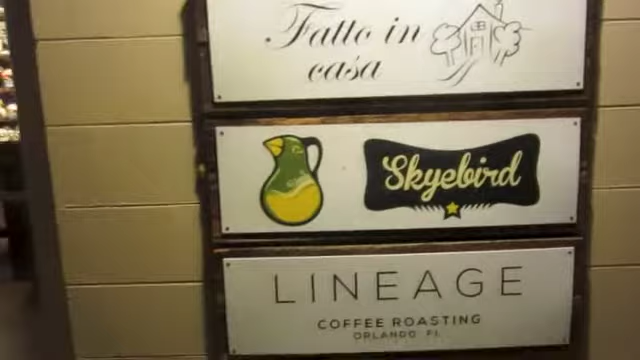 Fatto in
casa
Skyebird
LINEAGE
COFFEE ROASTING
ORLANDO FL